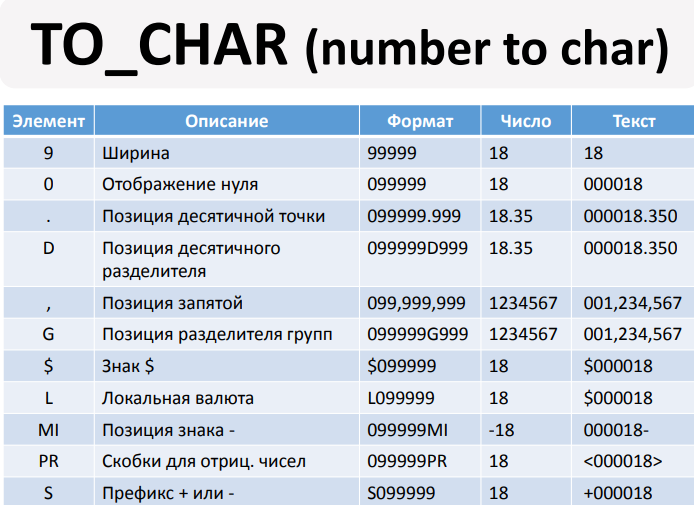 TO_CHAR (number to char)
Элемент Описание Формат Число Текст
9 Ширина 99999 18 18
0 Отображение нуля 099999 18 000018
. Позиция десятичной точки 099999.999 18.35 000018.350
D Позиция десятичного 099999D999 18.35 000018.350
разделителя
, Позиция запятой 099,999,999 1234567 001,234,567
G Позиция разделителя групп 099999G999 1234567 001,234,567
$ Знак $ $099999 18 $000018
L Локальная валюта L099999 18 $000018
MI Позиция знака - 099999MI -18 000018-
PR Скобки для отриц. чисел 099999PR 18 <000018>
S Префикс + или - S099999 18 +000018